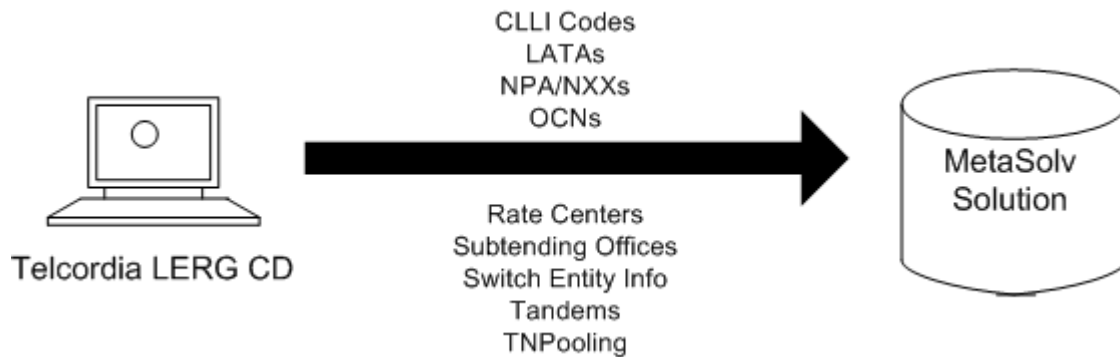 CLLI Codes
LATAs
NPA/NXXs
OCNs
Telcordia LERG CD
Rate Centers
Subtending Offices
Switch Entity Info
Tandems
TNPooling
MetaSolv
Solution